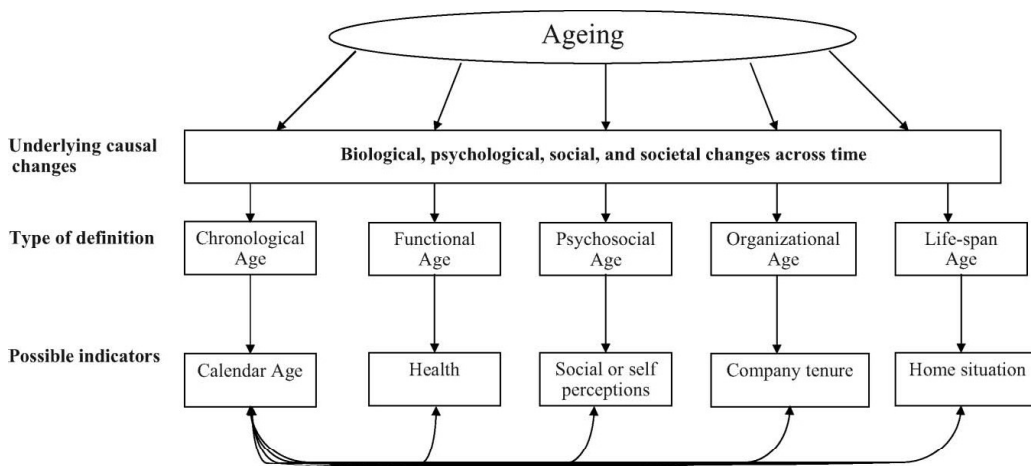 Ageing
Underlying causal
changes
Biological, psychological, social, and societal changes across time
Type of definition
Chronological
Age
Functional
Age
Psychosocial
Age
Organizational
Age
Life-span
Age
Possible indicators
Calendar Age
Health
Social or self
perceptions
Company tenure
Home situation